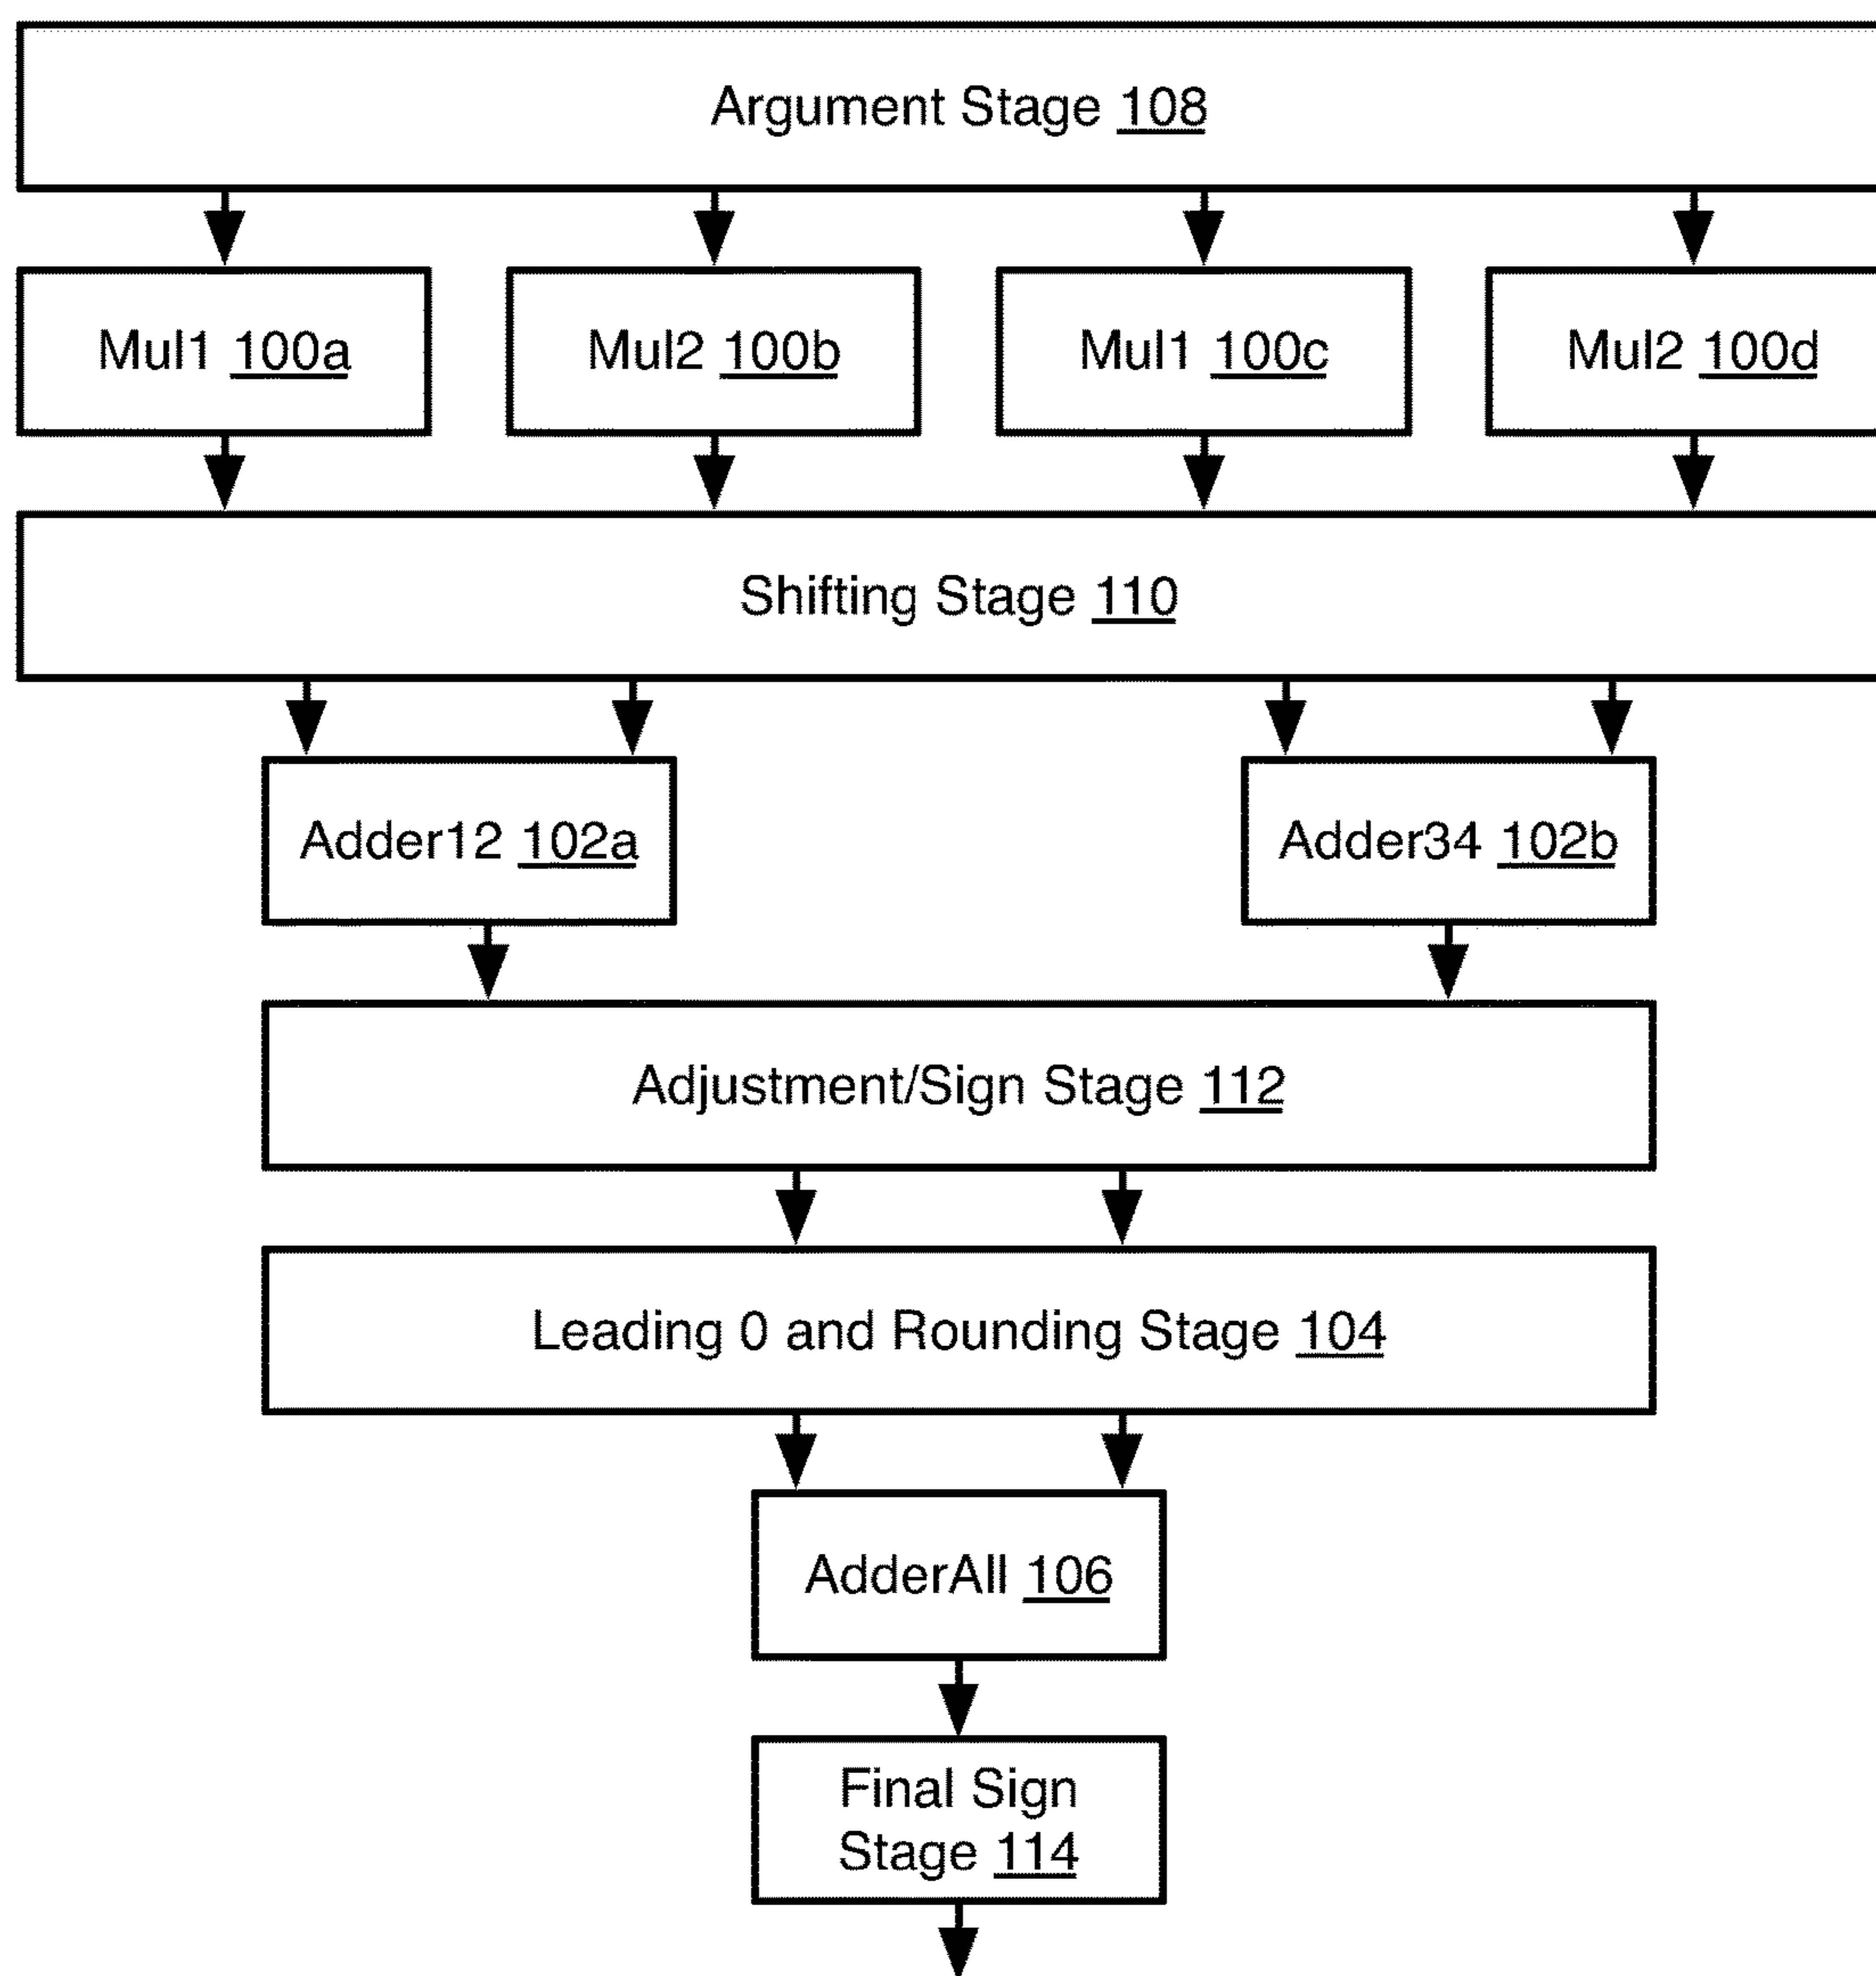 Argument Stage 108
Mul1 100a
Mul2 100b
Mul1 100c
Mul2 100d
Shifting Stage 110
Adder12 102a
Adder34 102b
Adjustment/Sign Stage 112
Leading 0 and Rounding Stage 104
AdderAll 106
Final Sign
Stage 114